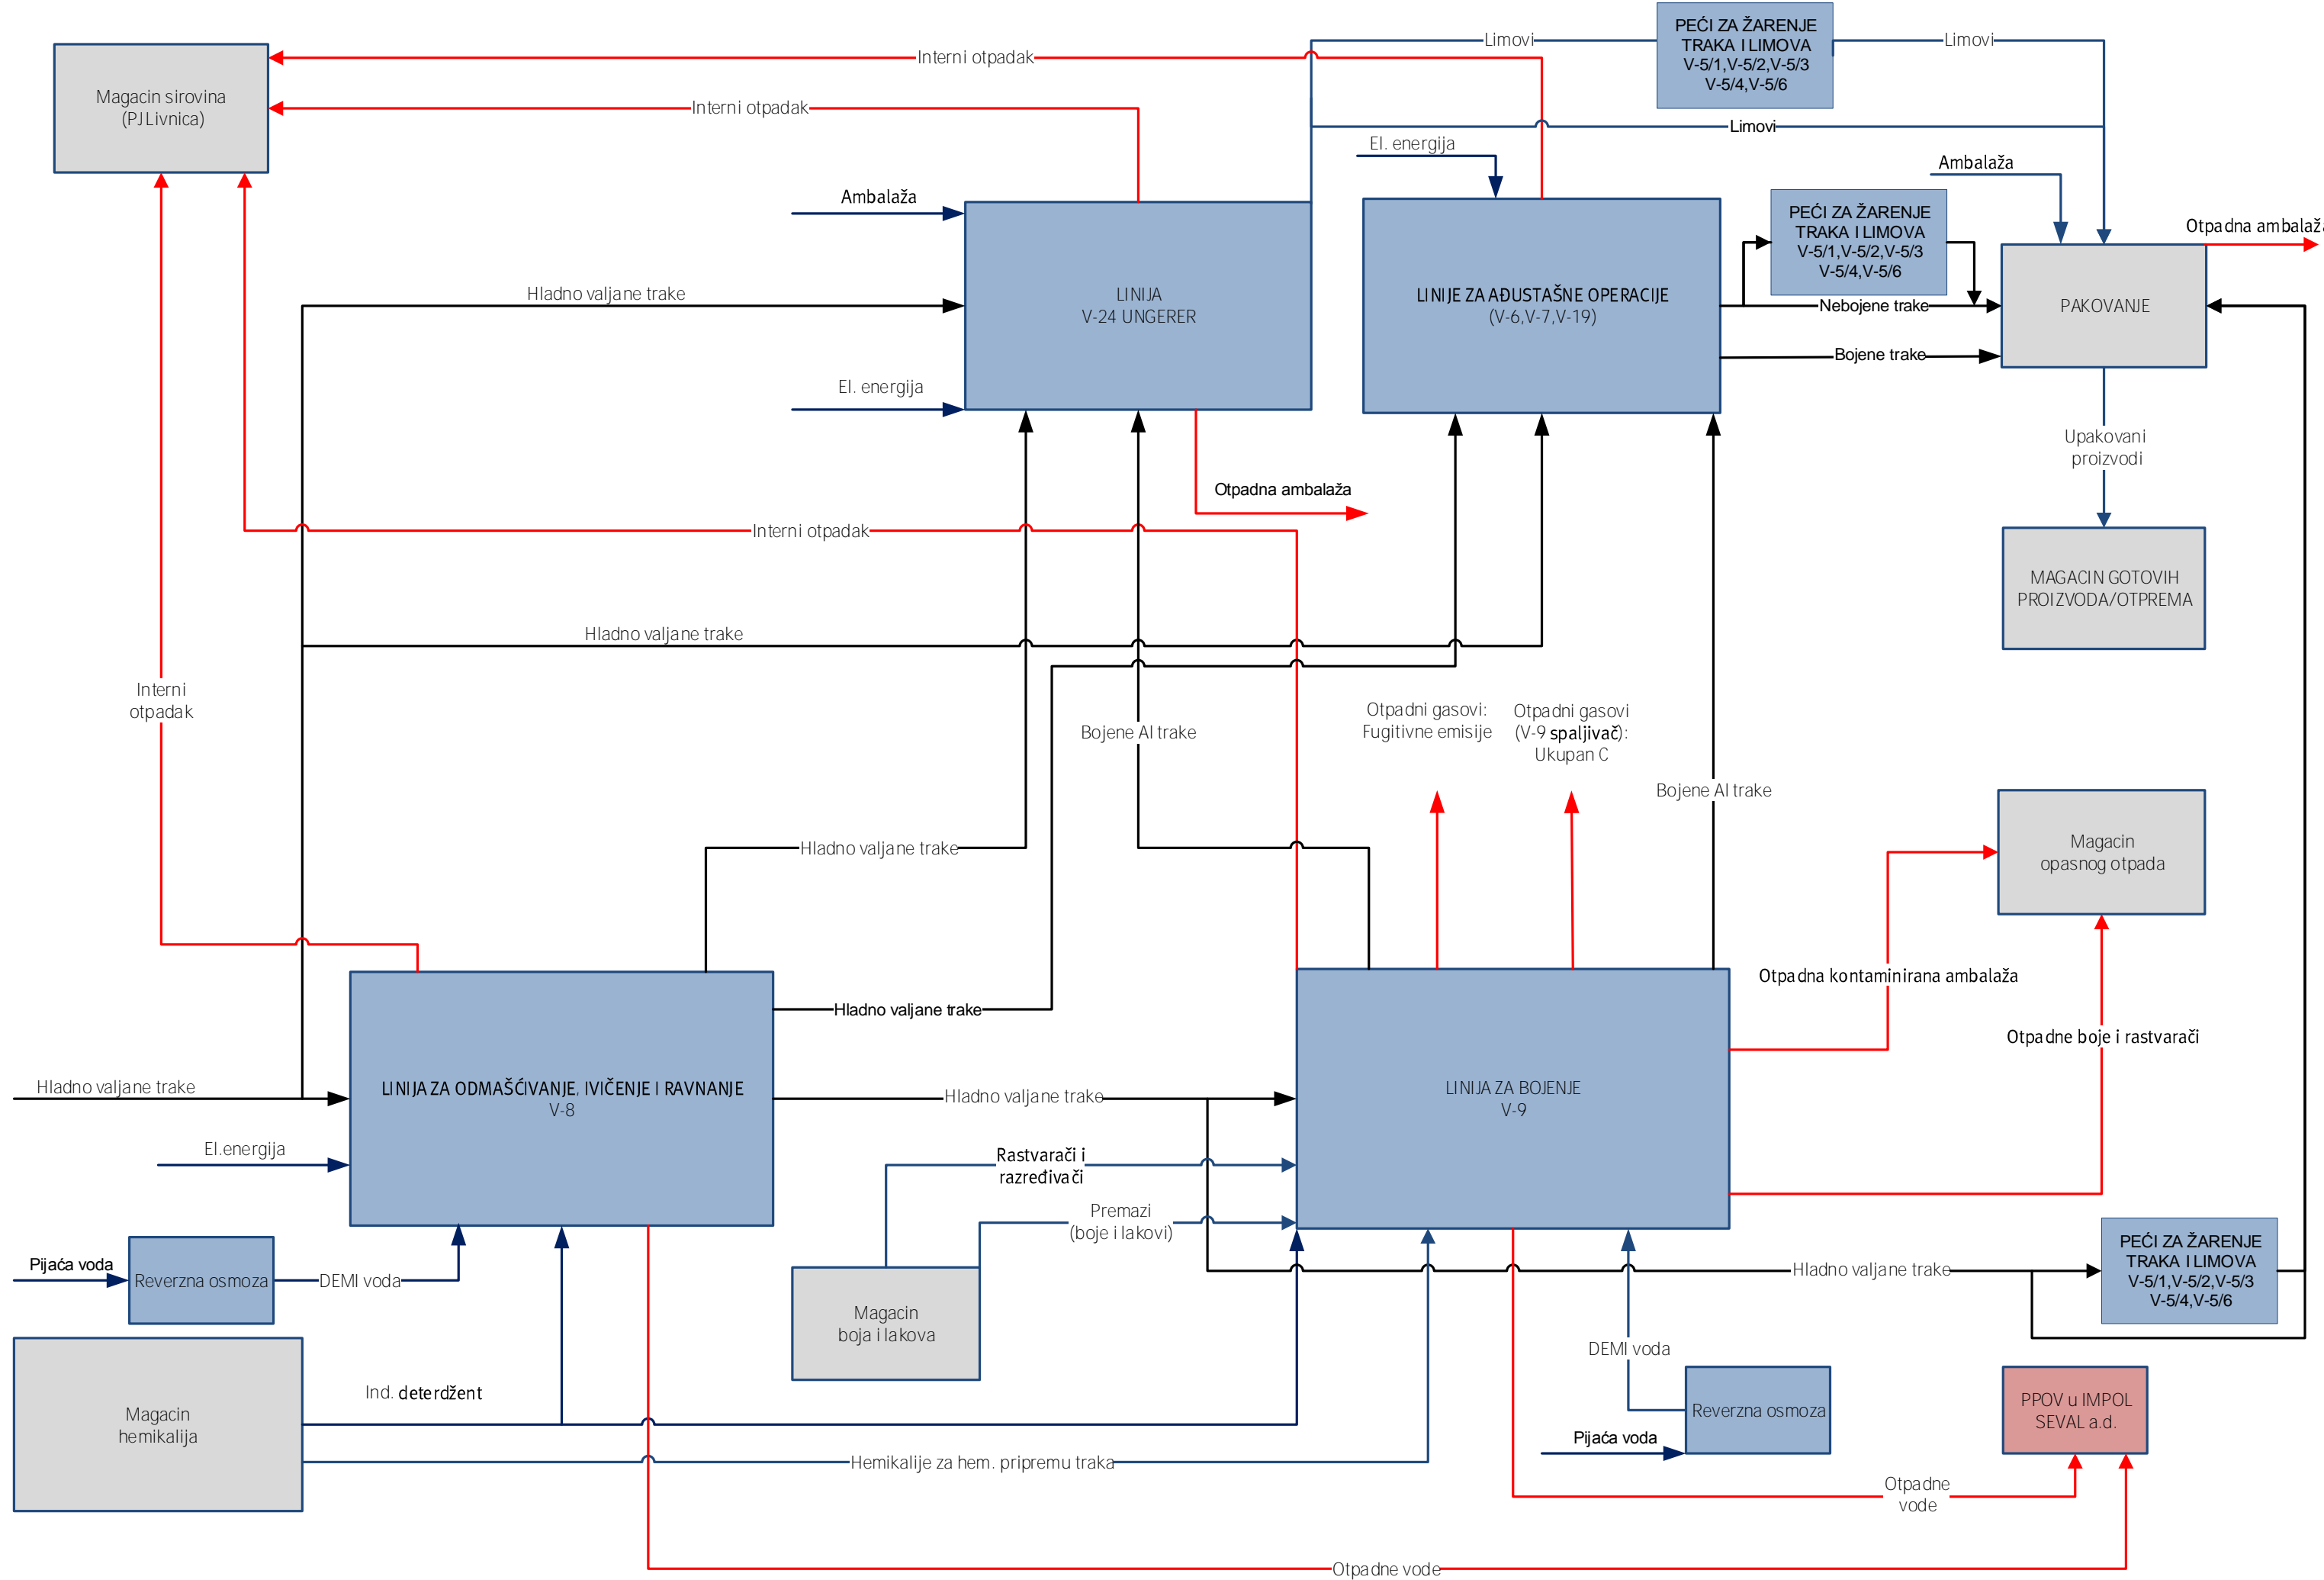 Limovi
PEĆI ZA ŽARENJE
TRAKA I LIMOVA
V-5/1,V-5/2,V-5/3
V-5/4,V-5/6
Limovi
Interni otpadak
Magacin sirovina
(PJ Livnica)
Interni otpadak
Limovi
El. energija
Ambalaža
Ambalaža
PEĆI ZA ŽARENJE
TRAKA I LIMOVA
V-5/1,V-5/2,V-5/3
V-5/4,V-5/6
Otpadna ambalaž
Hladno valjane trake
LINIJA
V-24 UNGERER
LINIJE ZA AĐUSTAŠNE OPERACIJE
(V-6,V-7,V-19)
Nebojene trake
PAKOVANJE
Bojene trake
El. energija
Upakovani
proizvodi
Otpadna ambalaža
Interni otpadak
MAGACIN GOTOVIH
PROIZVODA/OTPREMA
Hladno valjane trake
Interni
otpadak
Bojene Al trake
Otpadni gasovi:
Fugitivne emisije
Otpadni gasovi
(V-9 spaljivač):
Ukupan C
Bojene Al trake
Hladno valjane trake
Magacin
opasnog otpada
Otpadna kontaminirana ambalaža
Hladno valjane trake
Otpadne boje i rastvarači
Hladno valjane trake
LINIJA ZA ODMAŠĆIVANJE, IVIČENJE I RAVNANJE
V-8
Hladno valjane trake
LINIJA ZA BOJENJE
V-9
El.energija
Rastvarači i
razređivači
Premazi
(boje i lakovi)
Pijaća voda
Reverzna osmoza
DEMI voda
Hladno valjane trake
PEĆI ZA ŽARENJE
TRAKA I LIMOVA
V-5/1,V-5/2,V-5/3
V-5/4,V-5/6
Magacin
boja i lakova
DEMI voda
Ind. deterdžent
Magacin
hemikalija
Reverzna osmoza
PPOV u IMPOL
SEVAL a.d.
Pijaća voda
Hemikalije za hem. pripremu traka
Otpadne
vode
Otpadne vode